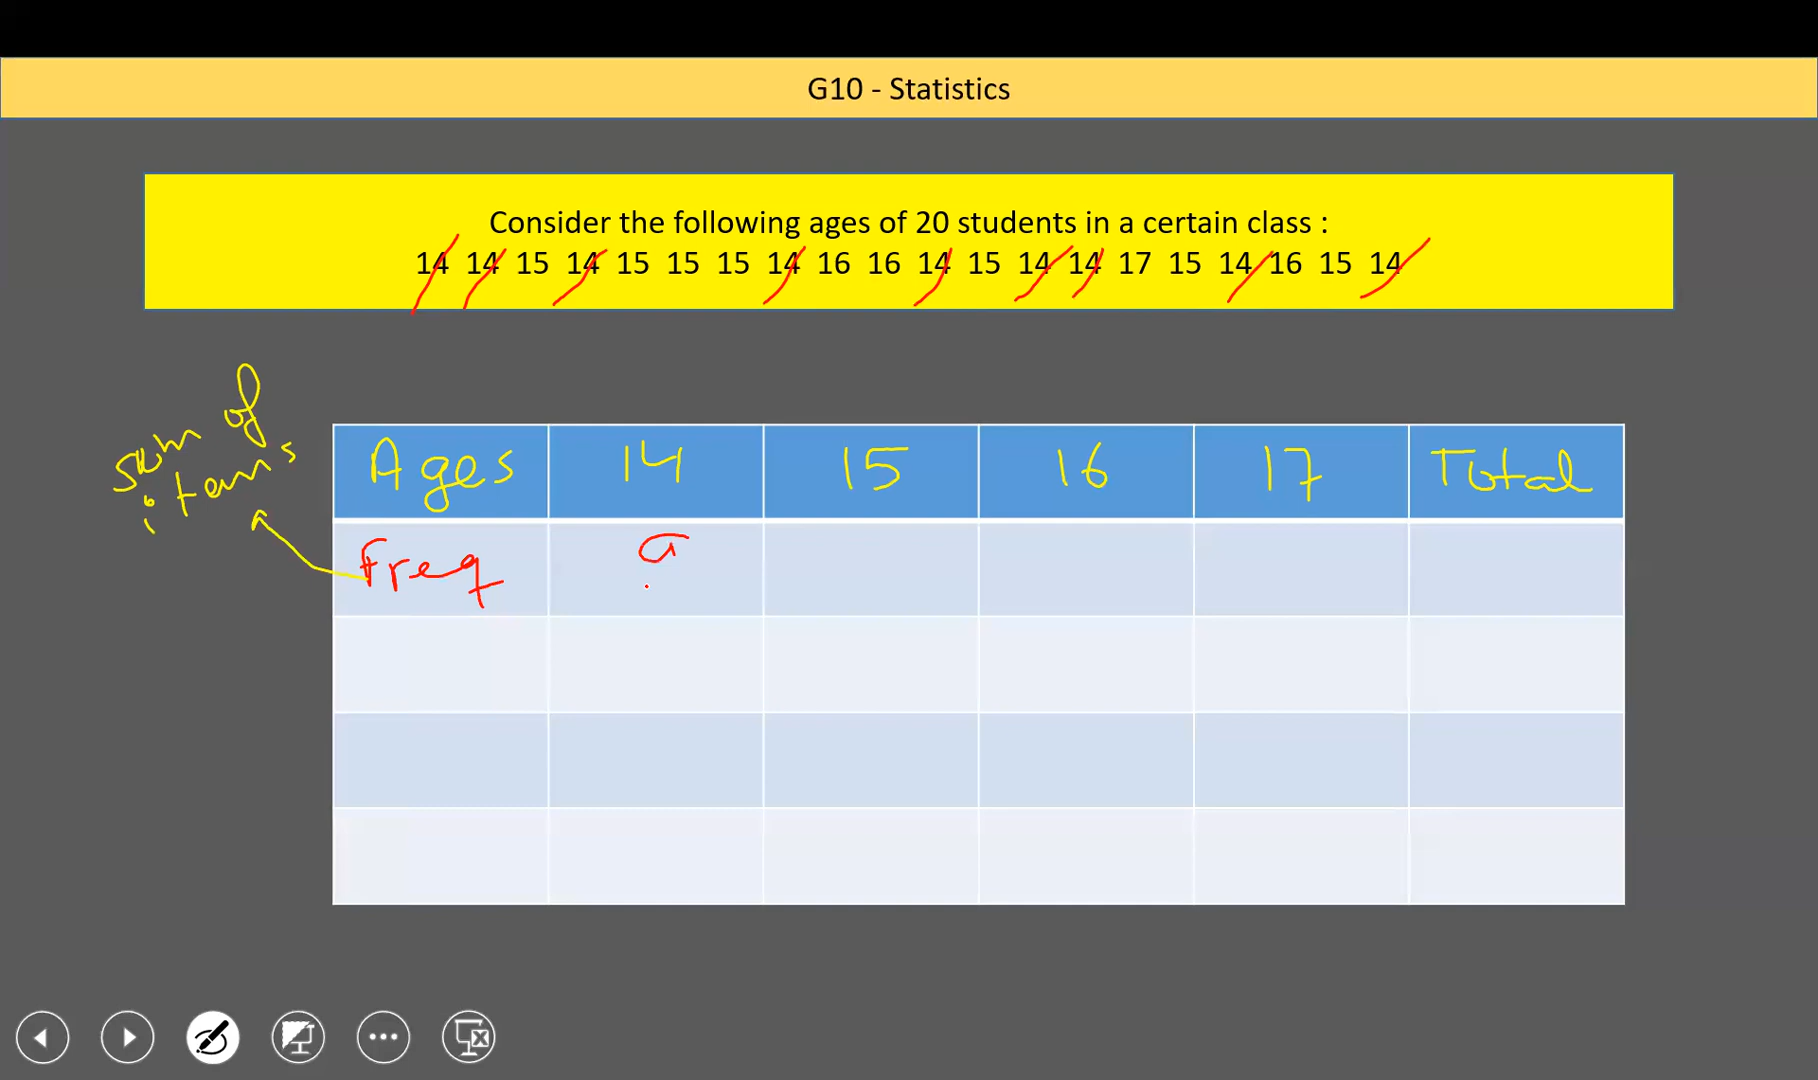 G10 - Statistics
Consider the following ages of 20 students in a certain class :
14 14 15 14 15 15 15 14 16 16 14 15 14 14 17 15 14 16 15 14
sum of
items
Ages 14 15 16 17 Total
Freq